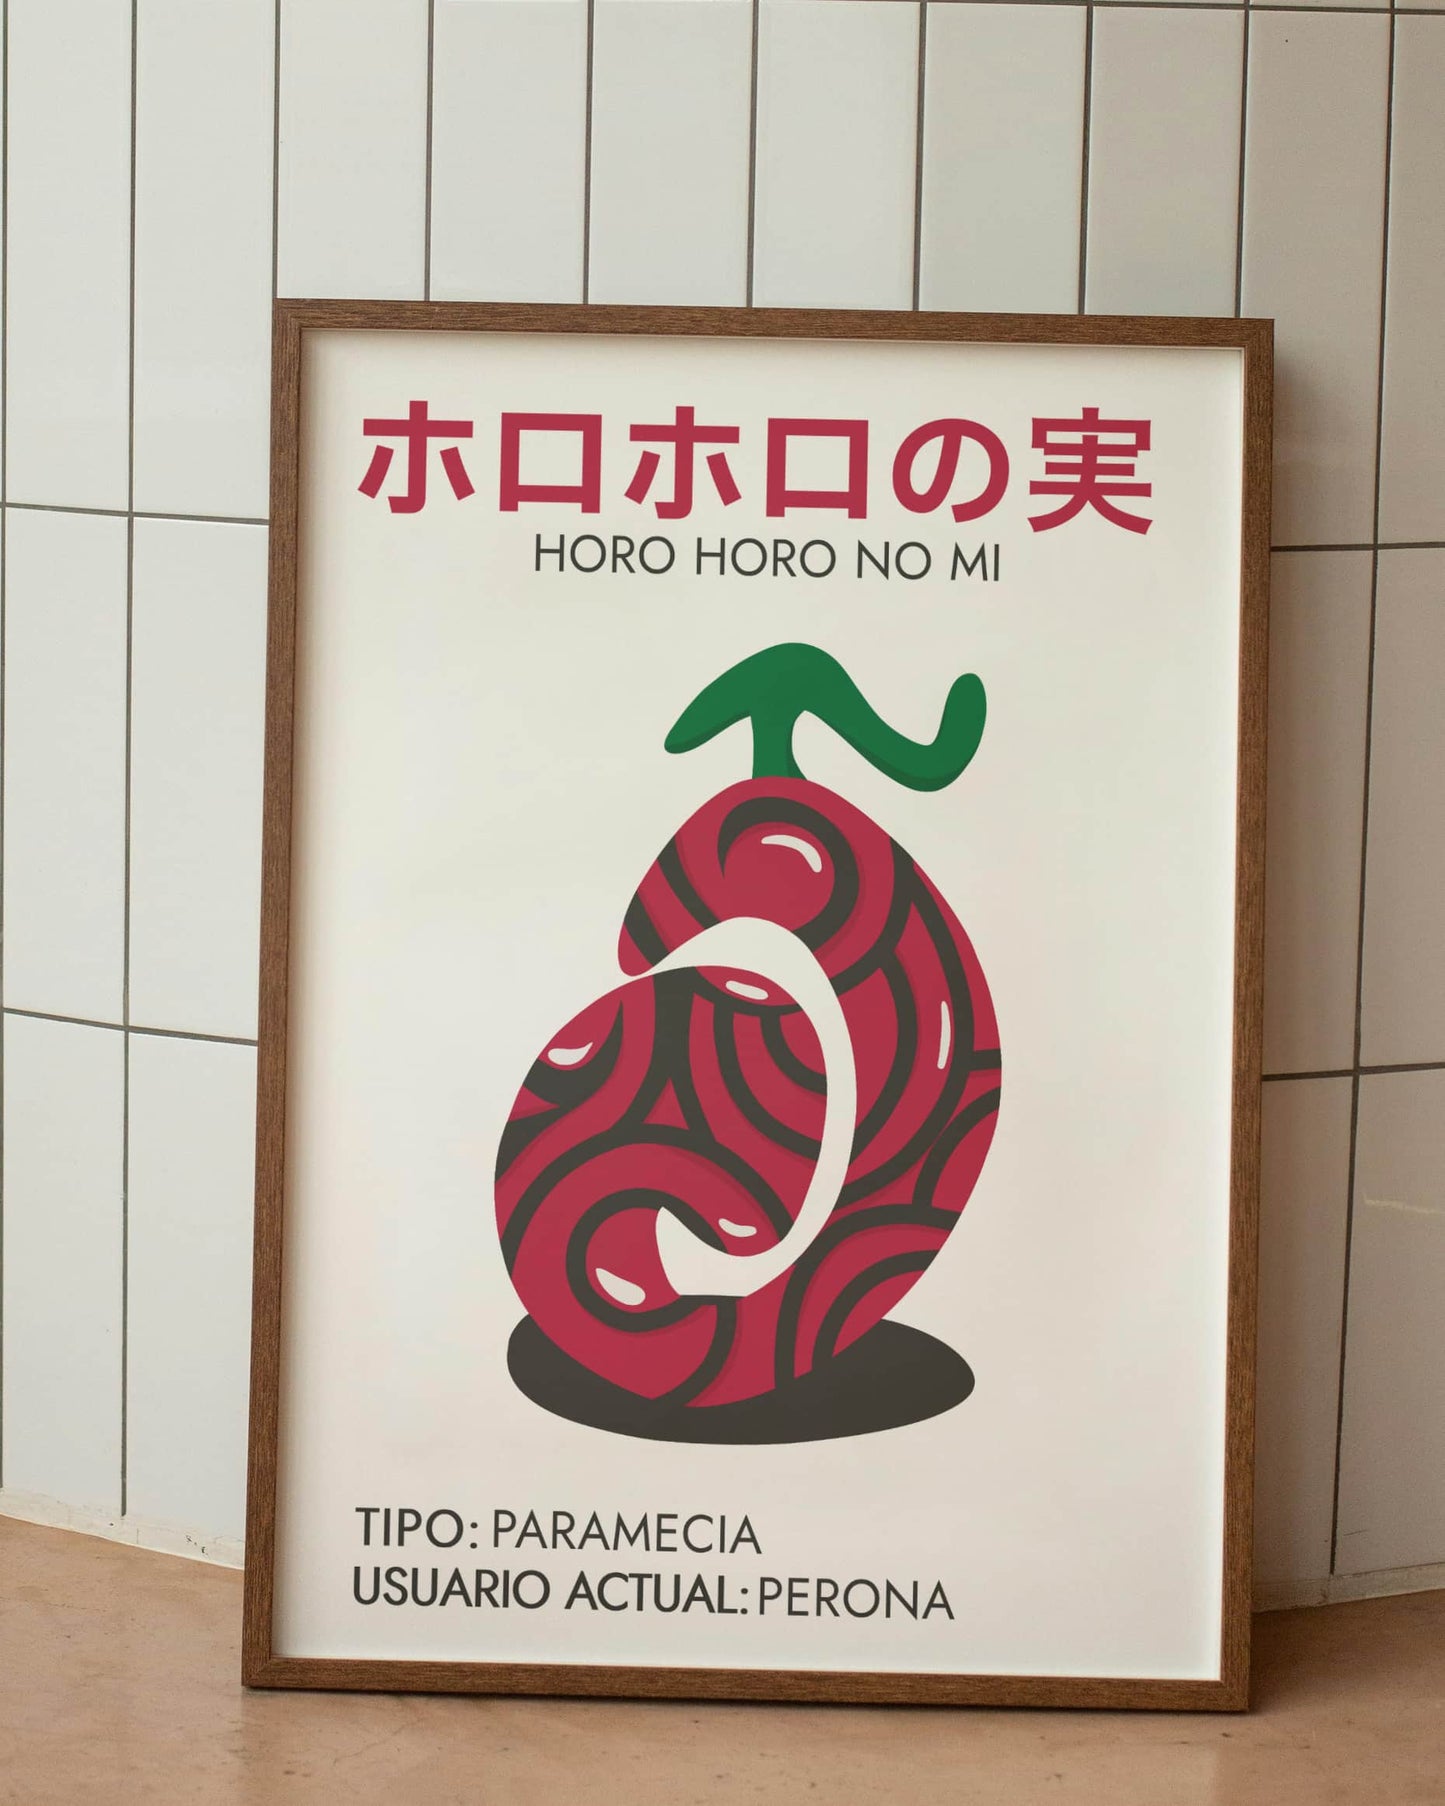 ホロホロの実
HORO HORO NO MI
TIPO: PARAMECIA
USUARIO ACTUAL: PERONA